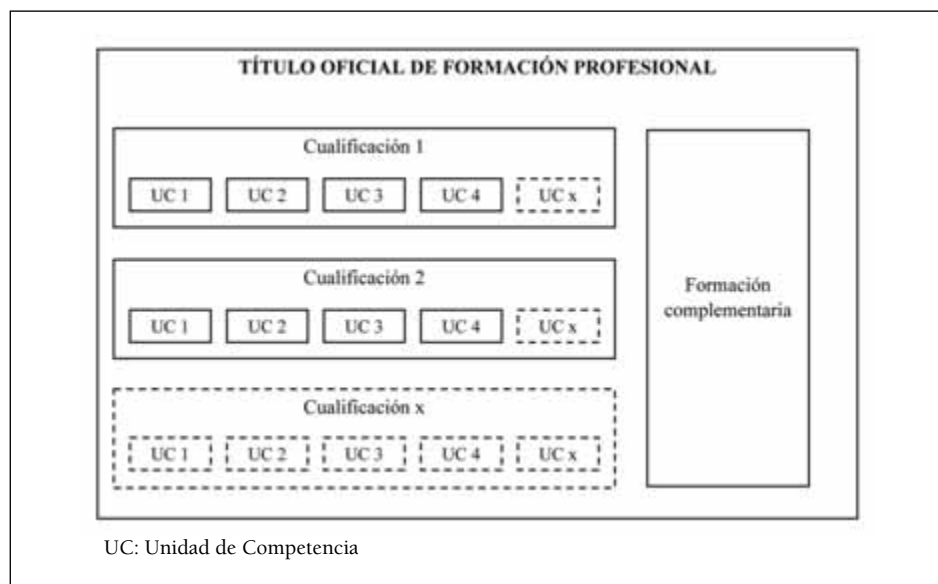 TÍTULO OFICIAL DE FORMACIÓN PROFESIONAL
Cualificación 1
UC 1 UC 2 UC 3 UC 4 UC x
Cualificación 2
UC 1 UC 2 UC 3 UC 4 UC x
Cualificación x
UC 1 UC 2 UC 3 UC 4 UC x
Formación
complementaria
UC: Unidad de Competencia